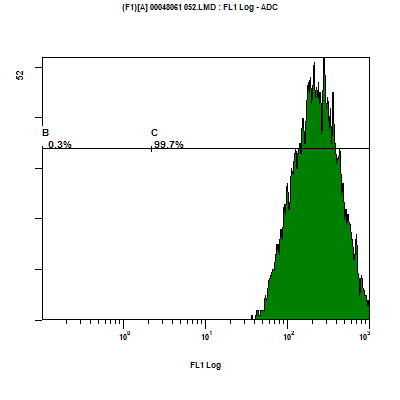 (F1)[A] 00048061 052.LMD : FL1 Log - ADC
52
B C
0.3% 99.7%
10⁰ 10¹ 10² 10³
FL1 Log